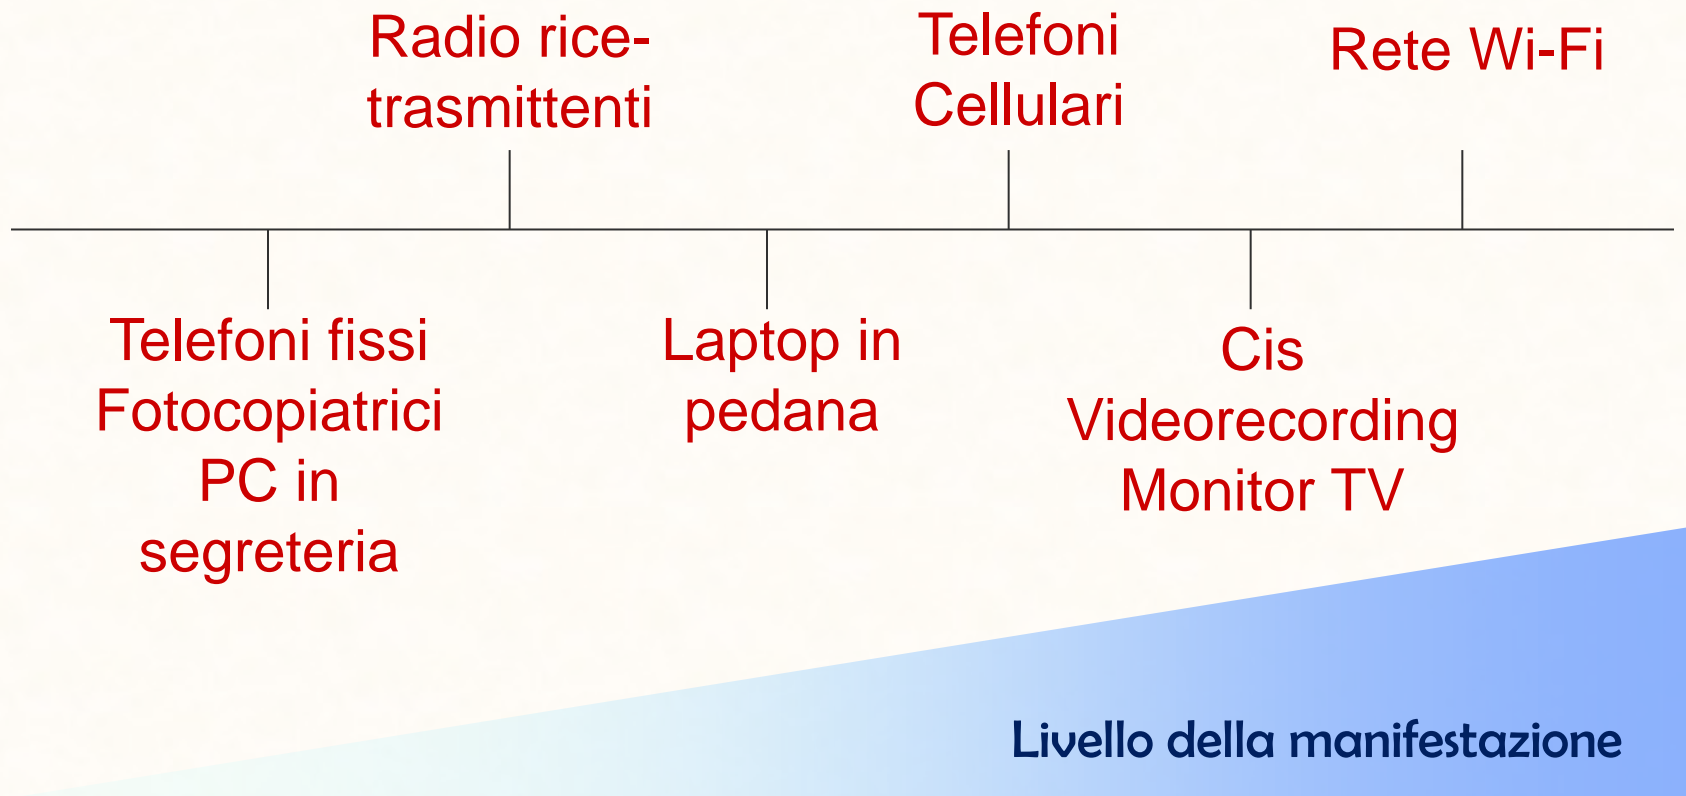 Radio rice-
trasmittenti
Telefoni
Cellulari
Rete Wi-Fi
Telefoni fissi
Fotocopiatrici
PC in
segreteria
Laptop in
pedana
Cis
Videorecording
Monitor TV
Livello della manifestazione